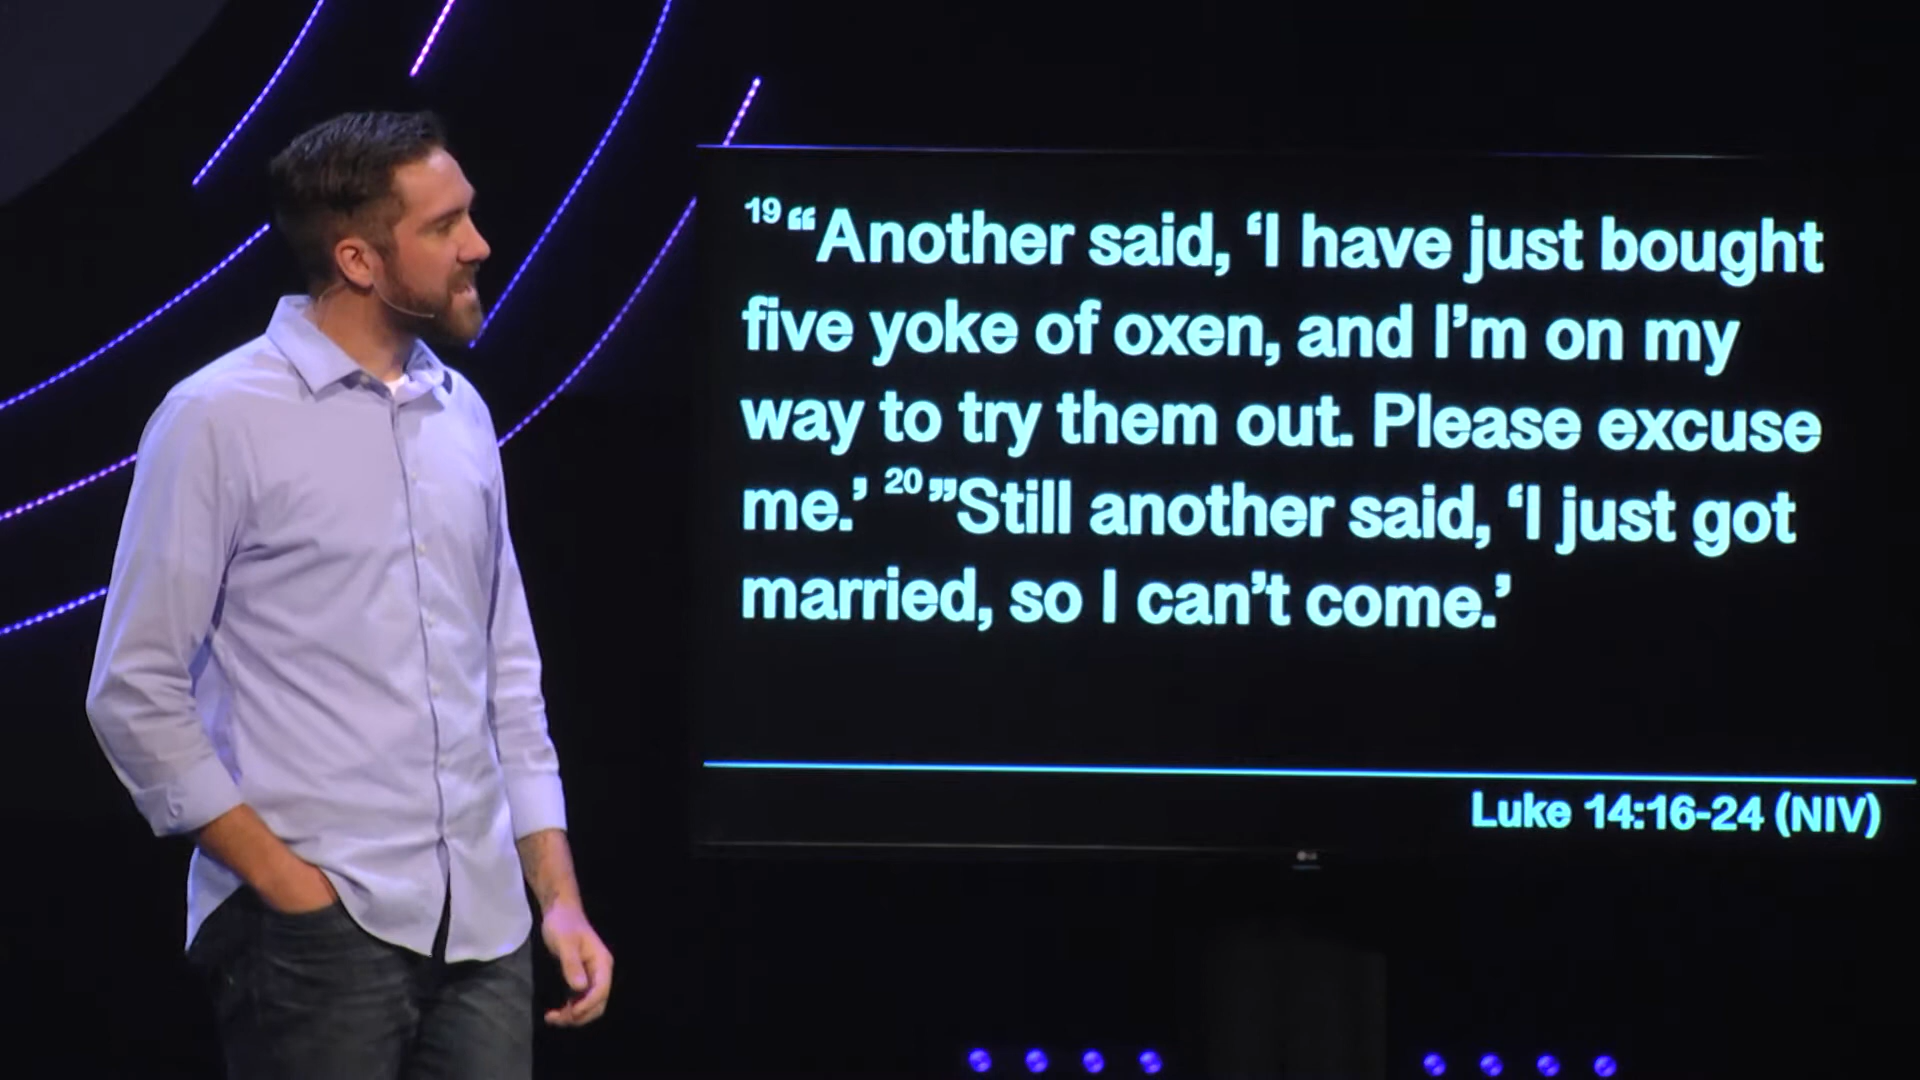 19 “Another said, ‘I have just bought
five yoke of oxen, and I’m on my
way to try them out. Please excuse
me.’ 20 ”Still another said, ‘I just got
married, so I can’t come.’
Luke 14:16-24 (NIV)
LG